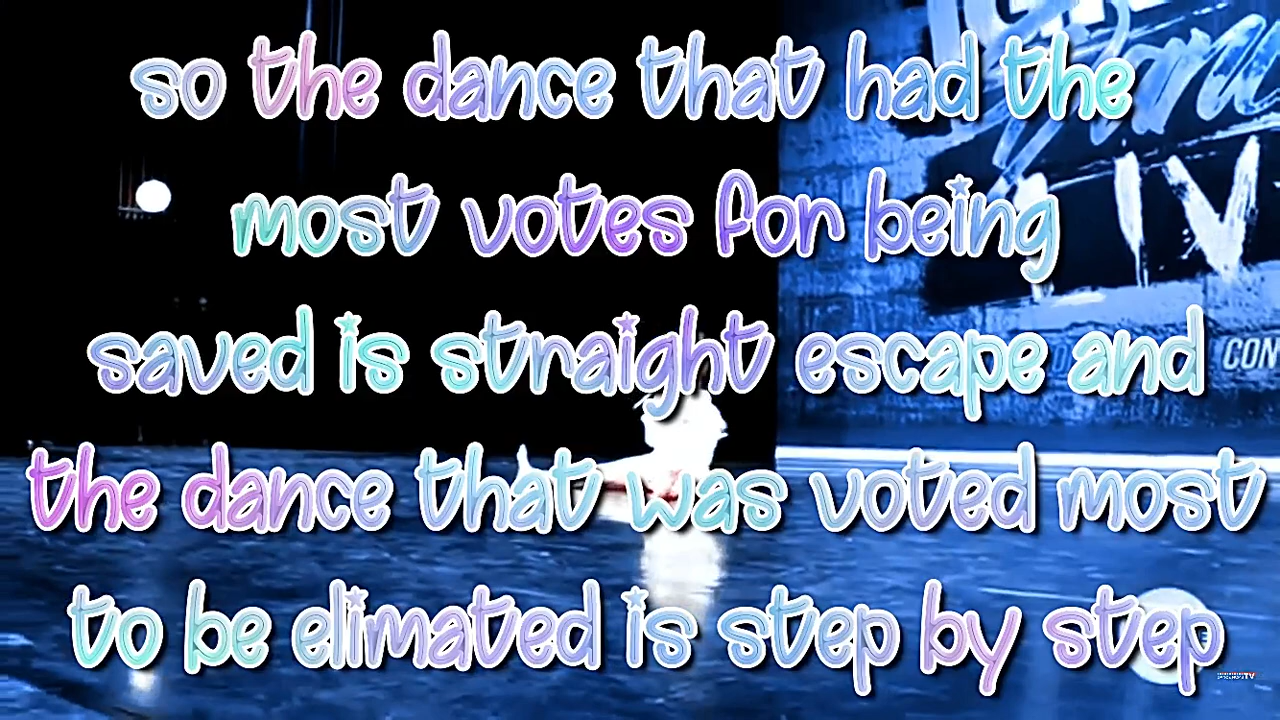 so the dance that had the
most votes for being
saved is straight escape and
the dance that was voted most
to be elimated is step by step
CON